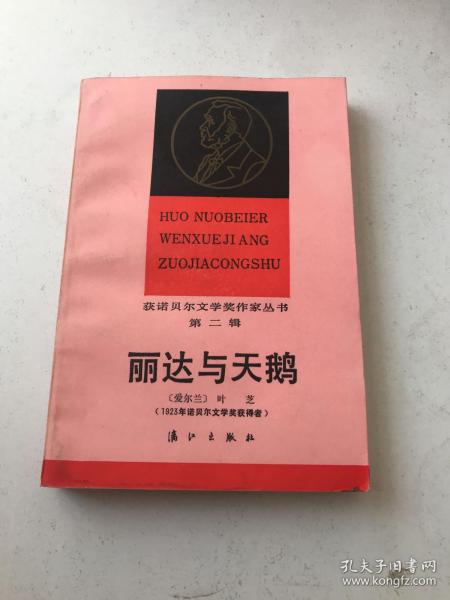 HUO NUOBEIER
WENXUEJIANG
ZUOJIACONGSHU
获诺贝尔文学奖作家丛书
第二辑
丽达与天鹅
〔爱尔兰〕 叶 芝
(1923年诺贝尔文学奖获得者)
漓江出版社
孔夫子旧书网
www.kongfz.com